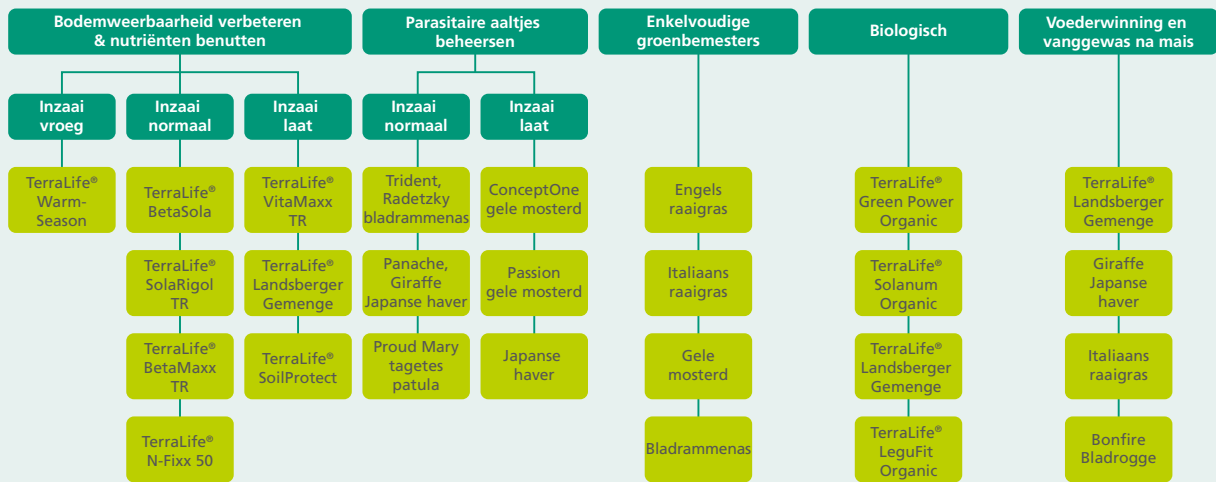 Bodemweerbaarheid verbeteren
& nutriënten benutten
Parasitaire aaltjes
beheersen
Enkelvoudige
groenbemesters
Biologisch
Voederwinning en
vanggewas na mais
Inzaai
vroeg
Inzaai
normaal
Inzaai
laat
Inzaai
normaal
Inzaai
laat
TerraLife®
Warm-
Season
TerraLife®
BetaSola
TerraLife®
SolaRigol
TR
TerraLife®
BetaMaxx
TR
TerraLife®
N-Fixx 50
TerraLife®
VitaMaxx
TR
TerraLife®
Landsberger
Gemenge
TerraLife®
SoilProtect
Trident,
Radetzky
bladrammenas
Panache,
Giraffe
Japanse haver
Proud Mary
tagetes
patula
ConceptOne
gele mosterd
Passion
gele mosterd
Japanse
haver
Engels
raaigras
Italiaans
raaigras
Gele
mosterd
Bladrammenas
TerraLife®
Green Power
Organic
TerraLife®
Solanum
Organic
TerraLife®
Landsberger
Gemenge
TerraLife®
LeguFit
Organic
TerraLife®
Landsberger
Gemenge
Giraffe
Japanse
haver
Italiaans
raaigras
Bonfire
Bladrogge